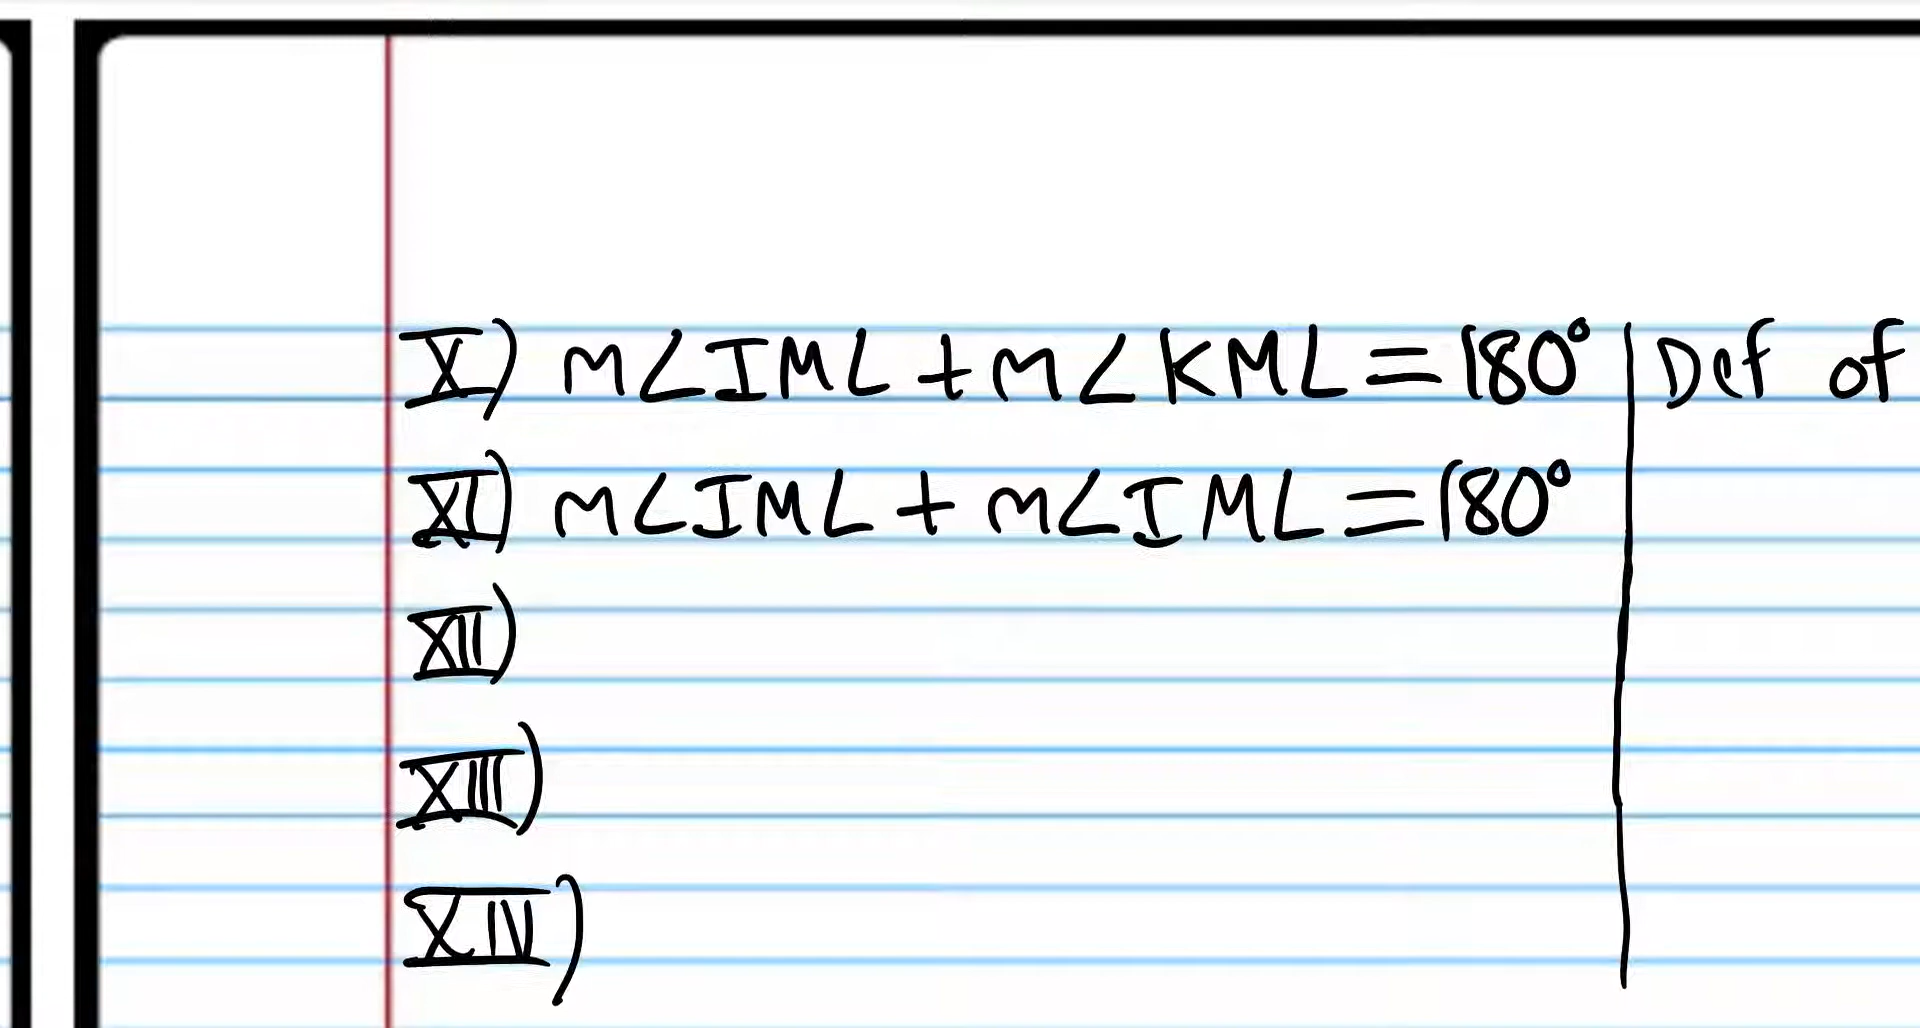 X) m∠IML + m∠KML = 180° | Def of
XI) m∠IML + m∠IML = 180°
XII)
XIII)
XIV)